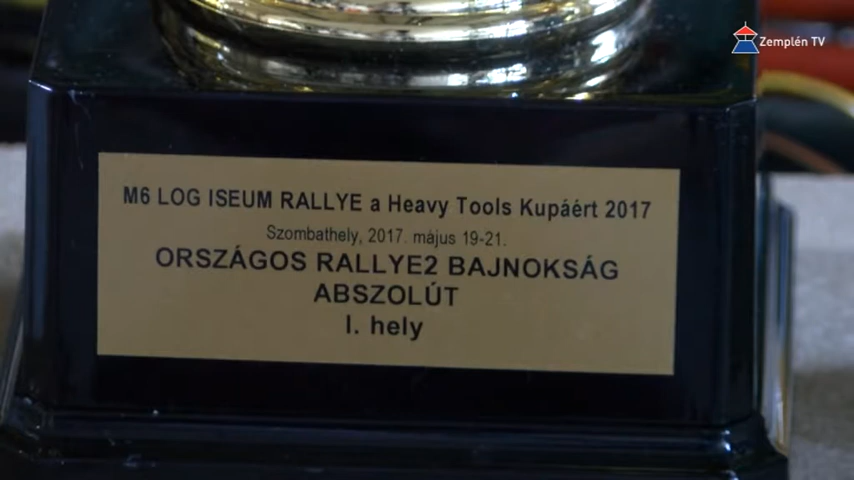 Zemplén TV
M6 LOG ISEUM RALLYE a Heavy Tools Kupáért 2017
Szombathely, 2017. május 19-21.
ORSZÁGOS RALLYE2 BAJNOKSÁG
ABSZOLÚT
I. hely